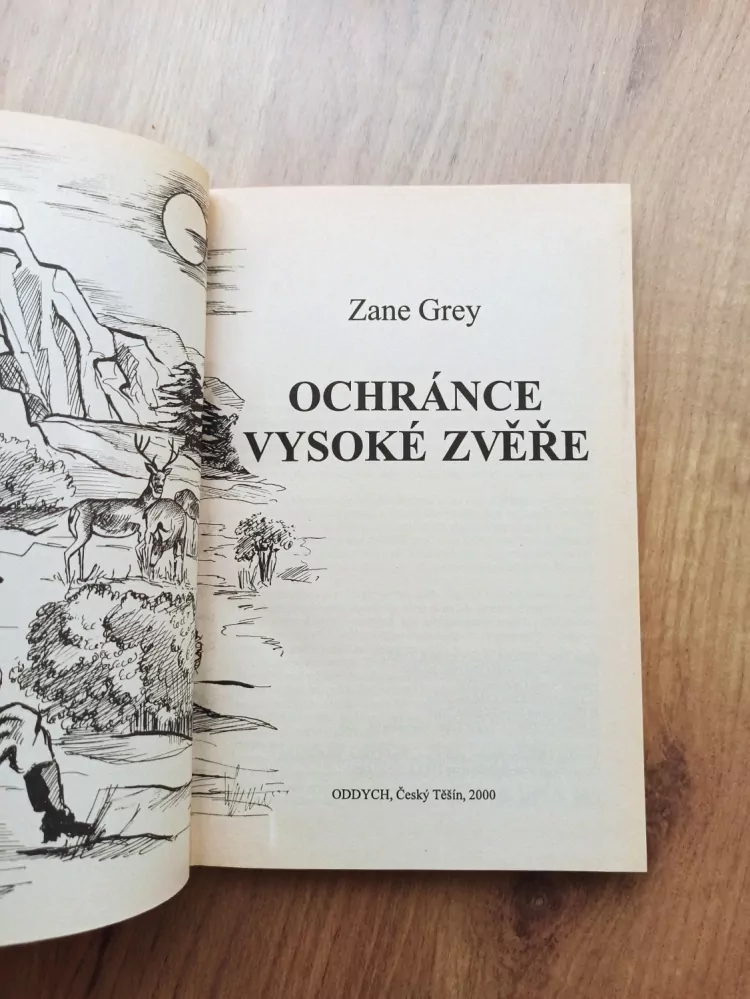 Zane Grey
OCHRÁNCE
VYSOKÉ ZVĚŘE
ODDYCH, Český Těšín, 2000